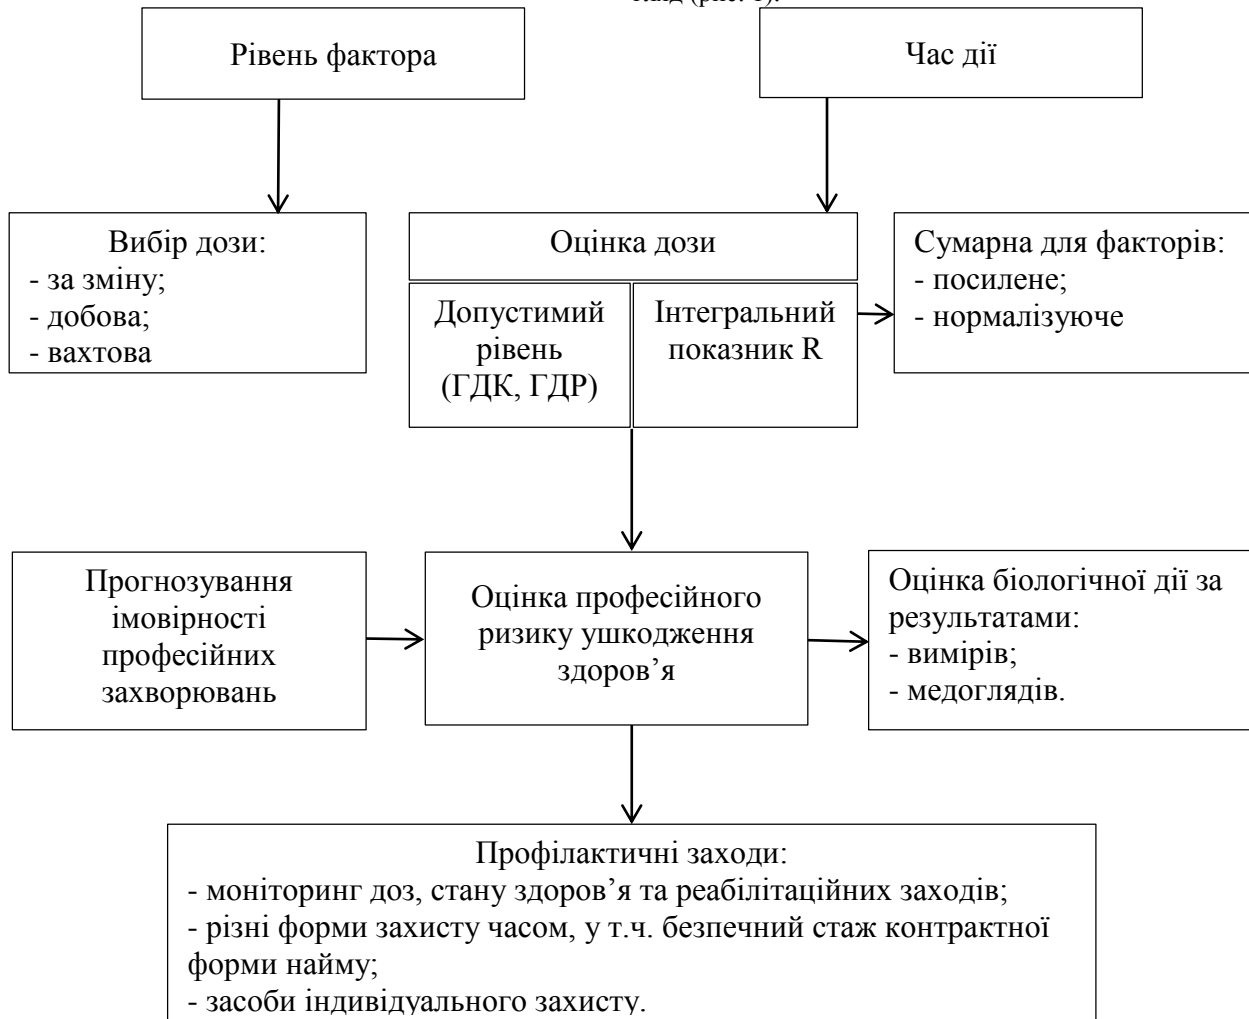 Рівень фактора
Час дії
Вибір дози:
- за зміну;
- добова;
- вахтова
Оцінка дози
Допустимий
рівень
(ГДК, ГДР)
Інтегральний
показник R
Сумарна для факторів:
- посилене;
- нормалізуюче
Прогнозування
імовірності
професійних
захворювань
Оцінка професійного
ризику ушкодження
здоров’я
Оцінка біологічної дії за
результатами:
- вимірів;
- медоглядів.
Профілактичні заходи:
- моніторинг доз, стану здоров’я та реабілітаційних заходів;
- різні форми захисту часом, у т.ч. безпечний стаж контрактної
форми найму;
- засоби індивідуального захисту.